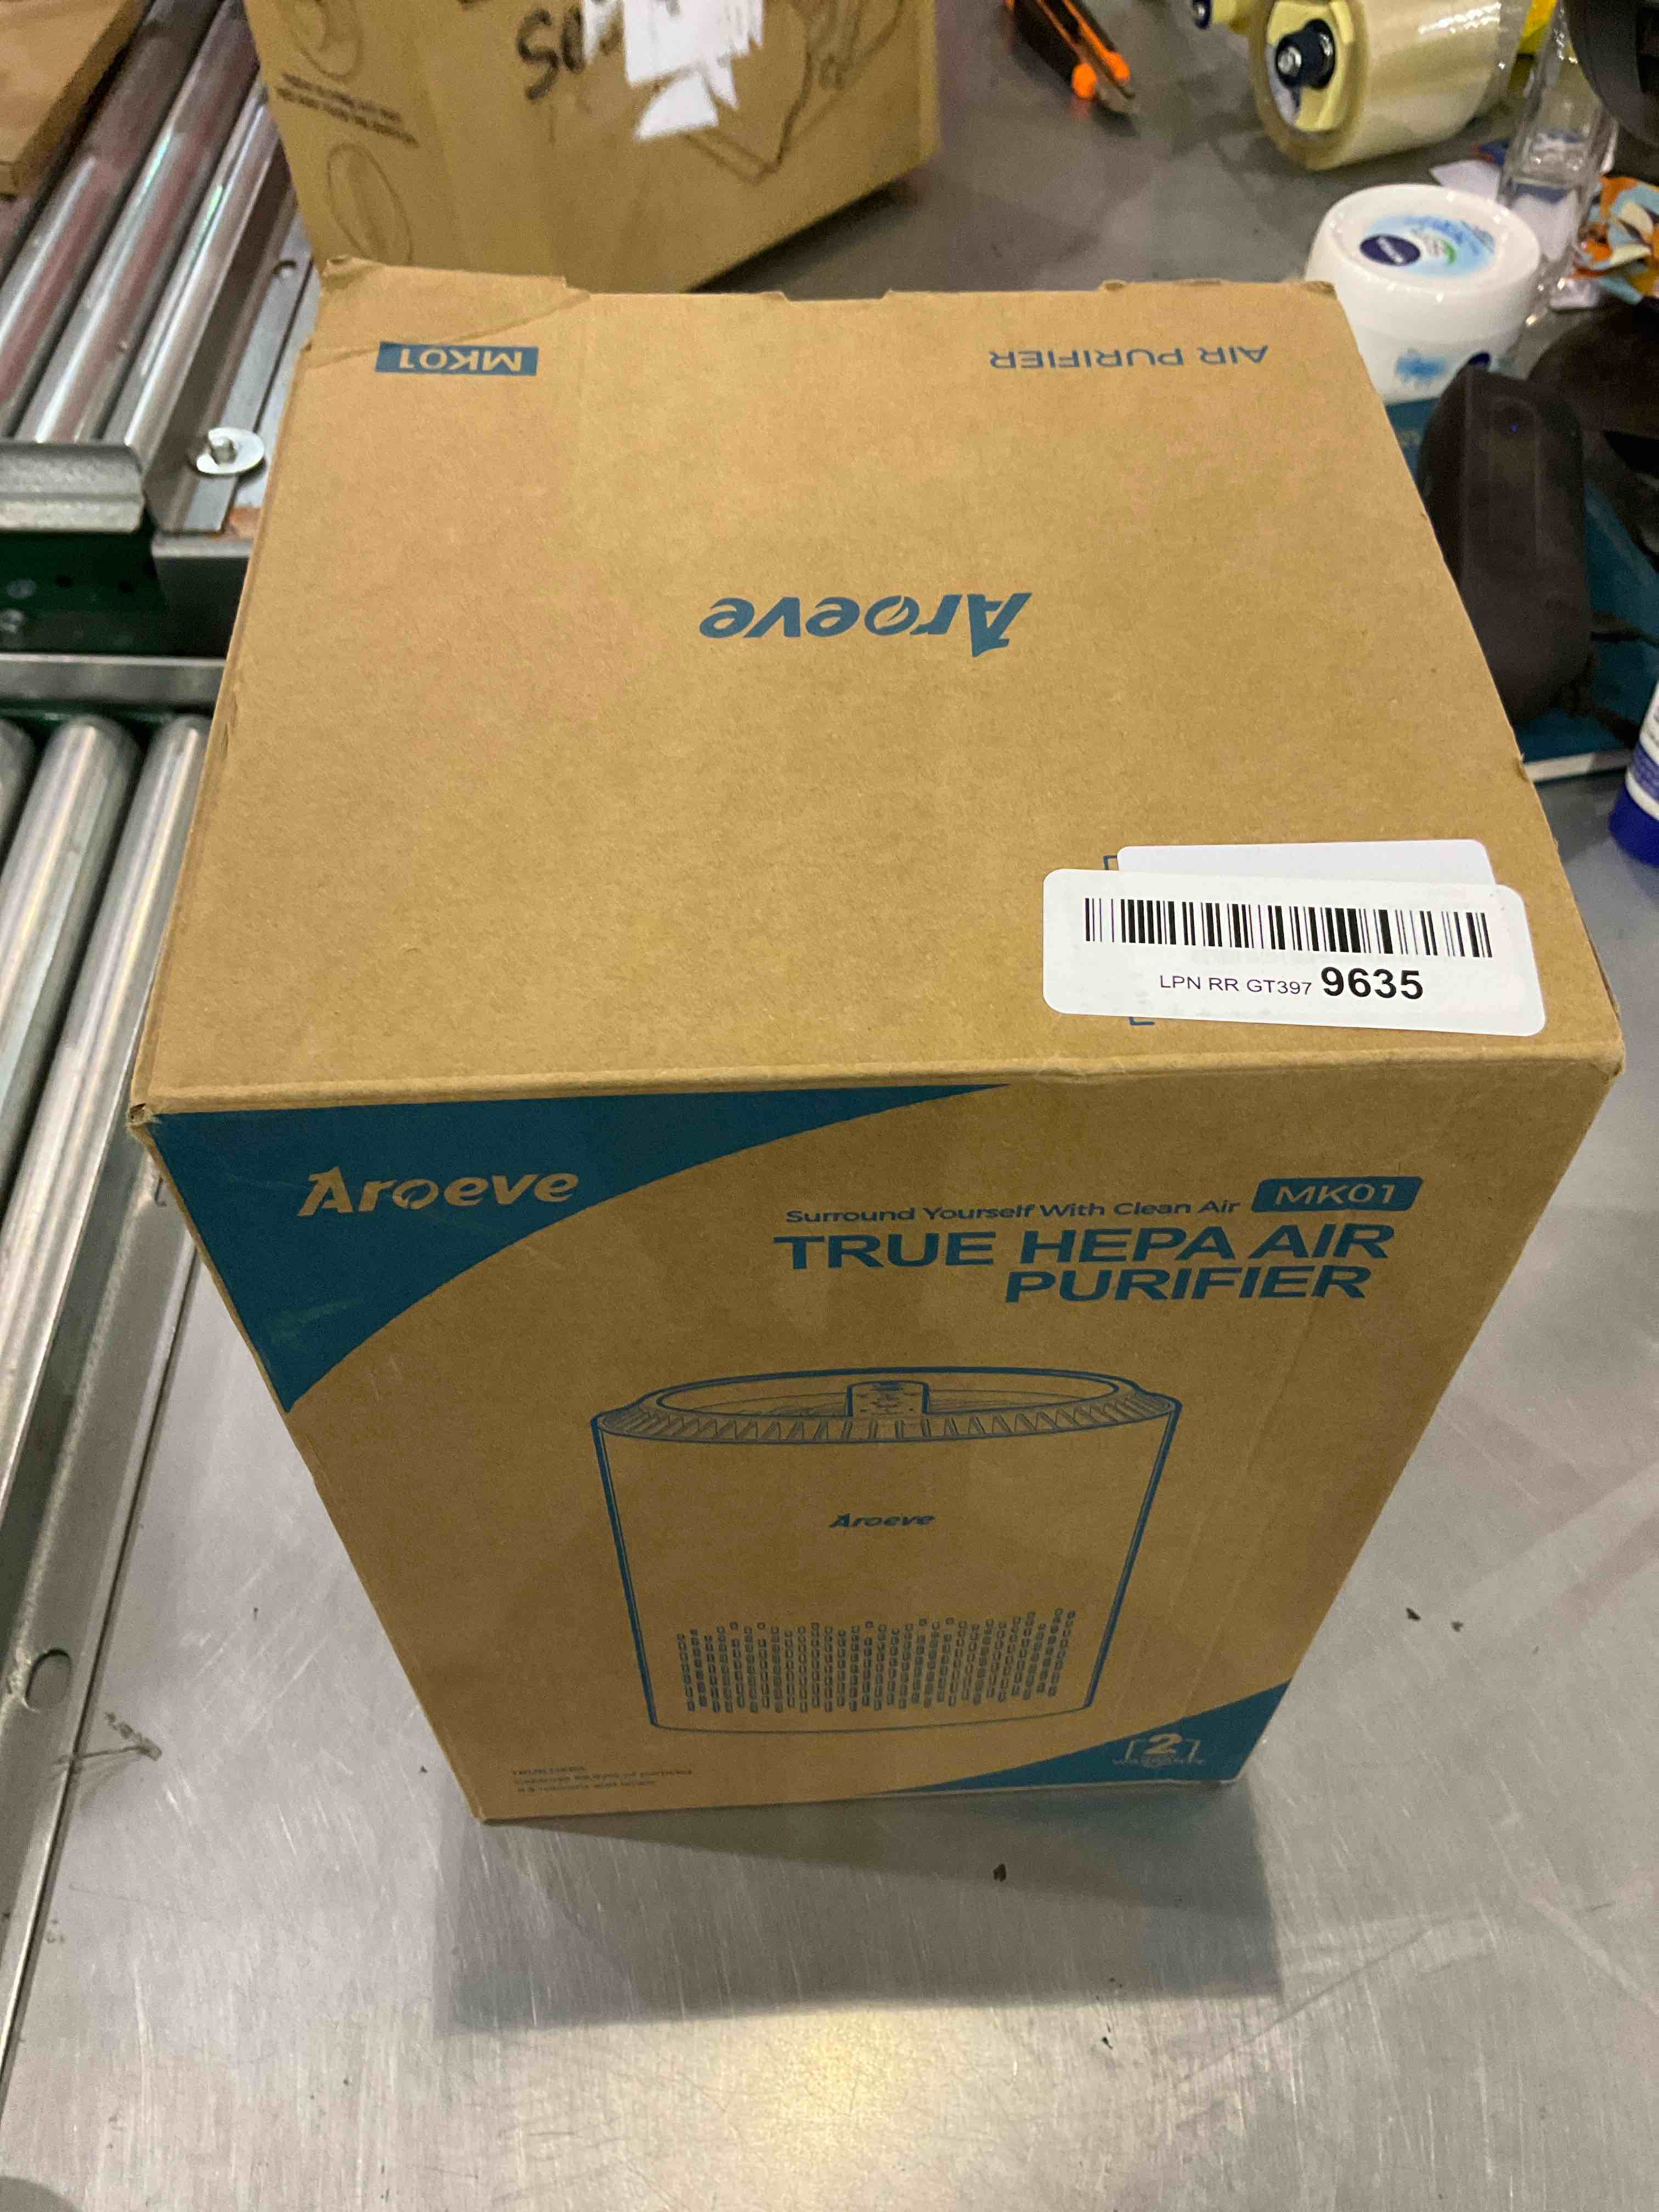 MK01
AIR PURIFIER
Aroeve
LPN RR GT397 9635
Aroeve
Surround Yourself With Clean Air MK01
TRUE HEPA AIR
PURIFIER
Aroeve
2